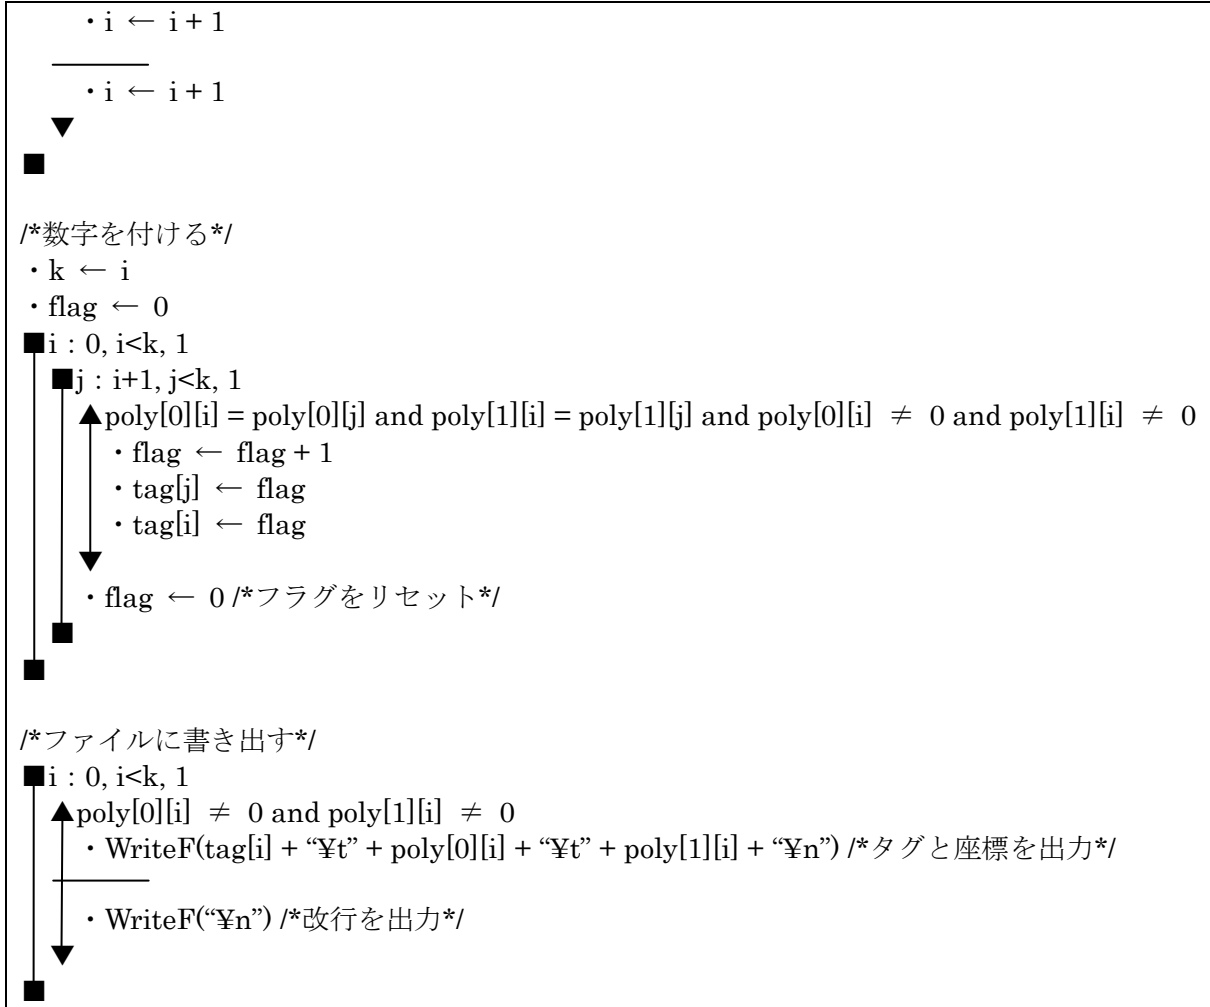 ・i ← i + 1
・i ← i + 1
▼
■
/*数字を付ける*/
・k ← i
・flag ← 0
■i : 0, i<k, 1
■j : i+1, j<k, 1
▲poly[0][i] = poly[0][j] and poly[1][i] = poly[1][j] and poly[0][i] ≠ 0 and poly[1][i] ≠ 0
・flag ← flag + 1
・tag[j] ← flag
・tag[i] ← flag
▼
・flag ← 0 /*フラグをリセット*/
■
■
/*ファイルに書き出す*/
■i : 0, i<k, 1
▲poly[0][i] ≠ 0 and poly[1][i] ≠ 0
・WriteF(tag[i] + “¥t” + poly[0][i] + “¥t” + poly[1][i] + “¥n”) /*タグと座標を出力*/
・WriteF(“¥n”) /*改行を出力*/
▼
■